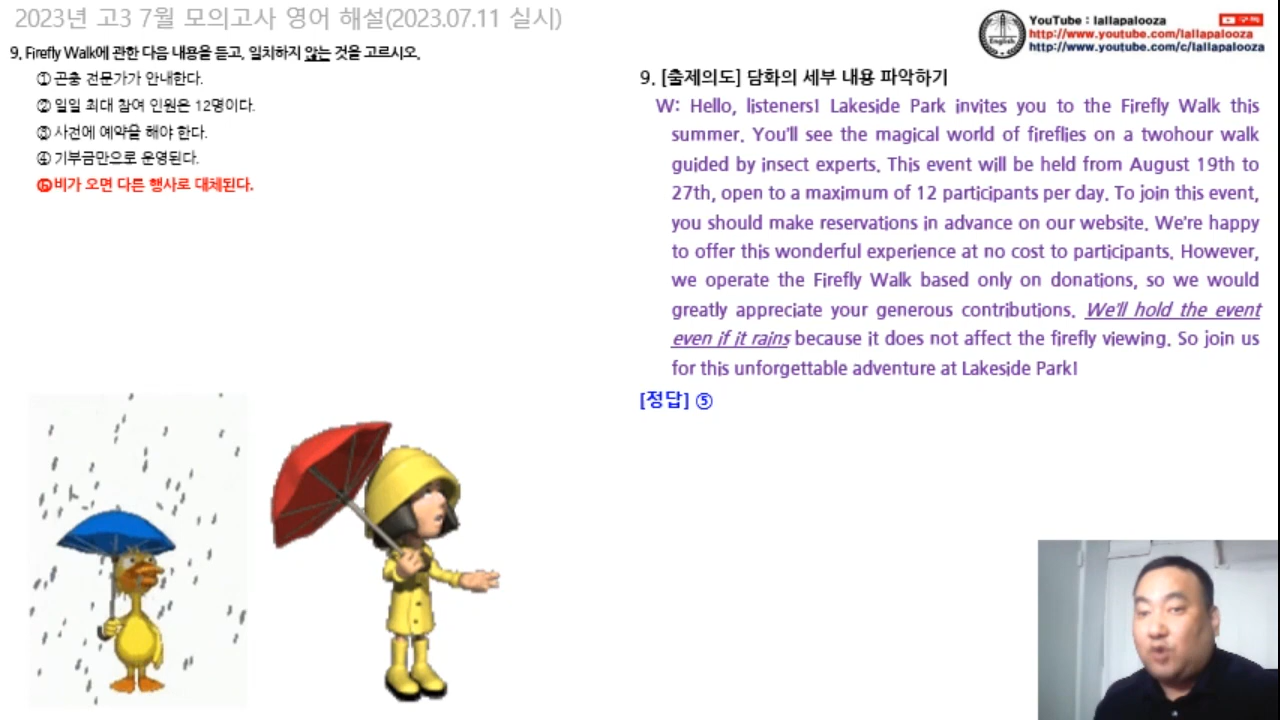 2023년 고3 7월 모의고사 영어 해설(2023.07.11 실시)
YouTube : lallapalooza
구독
http://www.youtube.com/lallapalooza
http://www.youtube.com/c/lallapalooza
English
9. Firefly Walk에 관한 다음 내용을 듣고, 일치하지 않는 것을 고르시오.
① 곤충 전문가가 안내한다.
② 일일 최대 참여 인원은 12명이다.
③ 사전에 예약을 해야 한다.
④ 기부금만으로 운영된다.
⑤ 비가 오면 다른 행사로 대체된다.
9. [출제의도] 담화의 세부 내용 파악하기
W: Hello, listeners! Lakeside Park invites you to the Firefly Walk this
summer. You'll see the magical world of fireflies on a twohour walk
guided by insect experts. This event will be held from August 19th to
27th, open to a maximum of 12 participants per day. To join this event,
you should make reservations in advance on our website. We're happy
to offer this wonderful experience at no cost to participants. However,
we operate the Firefly Walk based only on donations, so we would
greatly appreciate your generous contributions. We'll hold the event
even if it rains because it does not affect the firefly viewing. So join us
for this unforgettable adventure at Lakeside Park!
[정답] ⑤